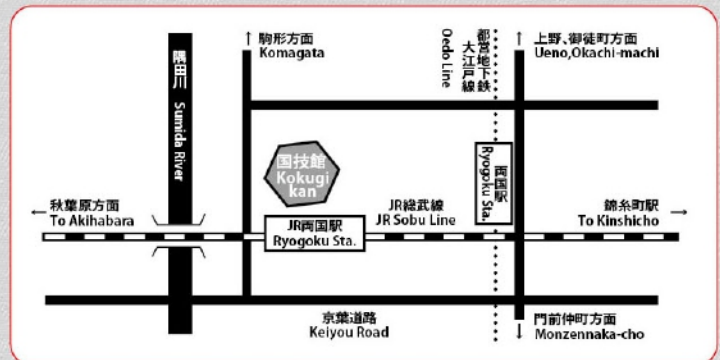 ↑ 駒形方面
Komagata
都営地下鉄
大江戸線
Oedo Line
↑ 上野、御徒町方面
Ueno,Okachi-machi
隅田川
Sumida River
国技館
Kokugi
kan
両国駅
Ryogoku Sta.
秋葉原方面
← To Akihabara
JR総武線
JR Sobu Line
錦糸町駅
To Kinshicho →
JR両国駅
Ryogoku Sta.
京葉道路
Keiyou Road
門前仲町方面
↓ Monzennaka-cho